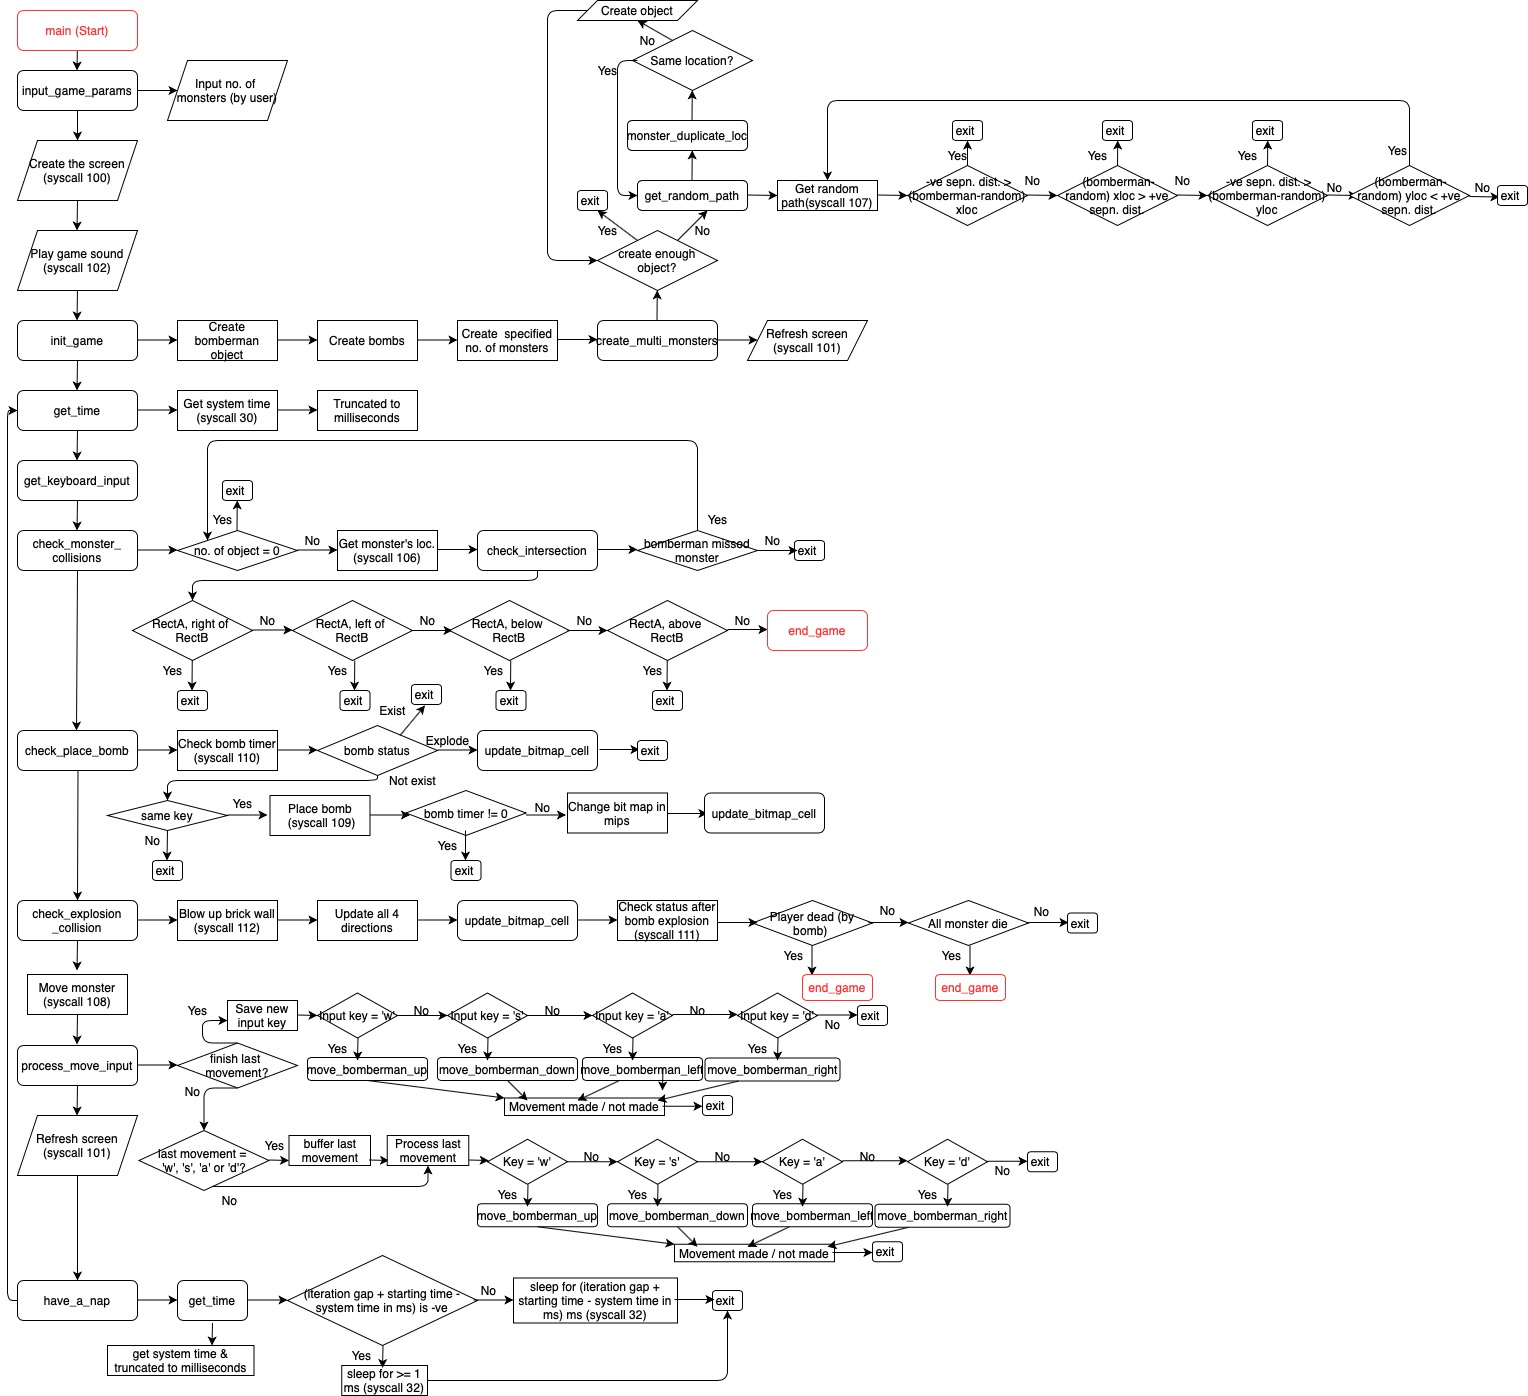 main (Start)
input_game_params
Input no. of
monsters (by user)
Create the screen
(syscall 100)
Play game sound
(syscall 102)
Create object
No
Same location?
Yes
monster_duplicate_loc
get_random_path
exit
Yes
No
create enough
object?
Get random
path(syscall 107)
exit
Yes
-ve sepn. dist. >
(bomberman-random)
xloc
No
exit
Yes
(bomberman-
random) xloc > +ve
sepn. dist.
No
exit
Yes
-ve sepn. dist. >
(bomberman-random)
yloc
No
Yes
(bomberman-
random) yloc < +ve
sepn. dist.
No
exit
init_game
Create
bomberman
object
Create bombs
Create  specified
no. of monsters
create_multi_monsters
Refresh screen
(syscall 101)
get_time
Get system time
(syscall 30)
Truncated to
milliseconds
get_keyboard_input
check_monster_
collisions
exit
Yes
no. of object = 0
No
Get monster's loc.
(syscall 106)
check_intersection
Yes
bomberman missed
monster
No
exit
RectA, right of
RectB
No
RectA, left of
RectB
No
RectA, below
RectB
No
RectA, above
RectB
No
end_game
Yes
Yes
Yes
Yes
exit
exit
exit
exit
check_place_bomb
Check bomb timer
(syscall 110)
bomb status
Exist
exit
Explode
update_bitmap_cell
exit
Not exist
same key
Yes
Place bomb
(syscall 109)
bomb timer != 0
No
Change bit map in
mips
update_bitmap_cell
No
exit
Yes
exit
check_explosion
_collision
Blow up brick wall
(syscall 112)
Update all 4
directions
update_bitmap_cell
Check status after
bomb explosion
(syscall 111)
Player dead (by
bomb)
No
All monster die
No
exit
Yes
Yes
end_game
end_game
Move monster
(syscall 108)
process_move_input
finish last
movement?
Yes
Save new
input key
Input key = 'w'
No
Input key = 's'
No
Input key = 'a'
No
Input key = 'd'
No
exit
Yes
Yes
Yes
Yes
move_bomberman_up
move_bomberman_down
move_bomberman_left
move_bomberman_right
Movement made / not made
exit
No
Refresh screen
(syscall 101)
last movement =
'w', 's', 'a' or 'd'?
Yes
buffer last
movement
Process last
movement
No
Key = 'w'
No
Key = 's'
No
Key = 'a'
No
Key = 'd'
No
exit
Yes
Yes
Yes
Yes
move_bomberman_up
move_bomberman_down
move_bomberman_left
move_bomberman_right
Movement made / not made
exit
have_a_nap
get_time
get system time &
truncated to milliseconds
(iteration gap + starting time -
system time in ms) is -ve
No
sleep for (iteration gap +
starting time - system time in
ms) ms (syscall 32)
exit
Yes
sleep for >= 1
ms (syscall 32)